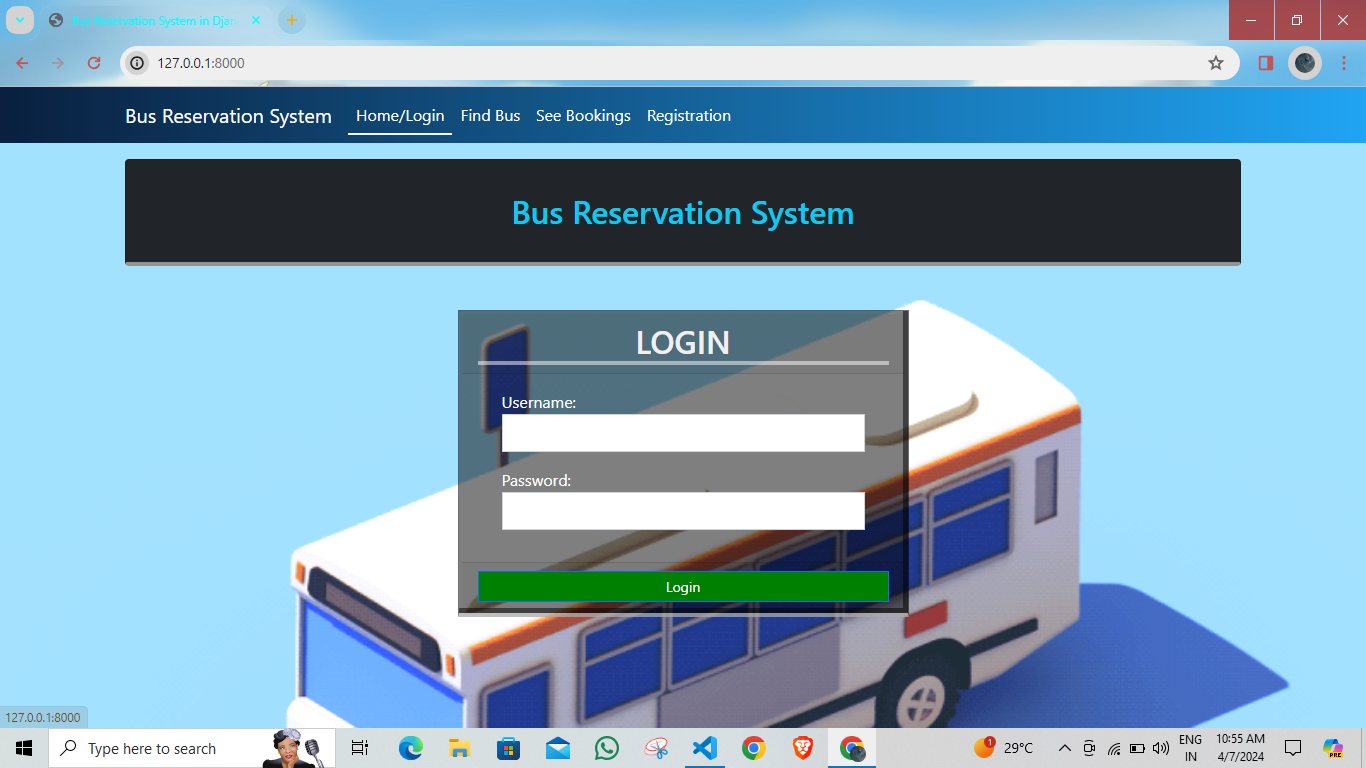 Bus Reservation System in Djan
127.0.0.1:8000
Bus Reservation System Home/Login Find Bus See Bookings Registration
Bus Reservation System
LOGIN
Username:
Password:
Login
127.0.0.1:8000
Type here to search
1
29°C
ENG
IN
10:55 AM
4/7/2024
PRE